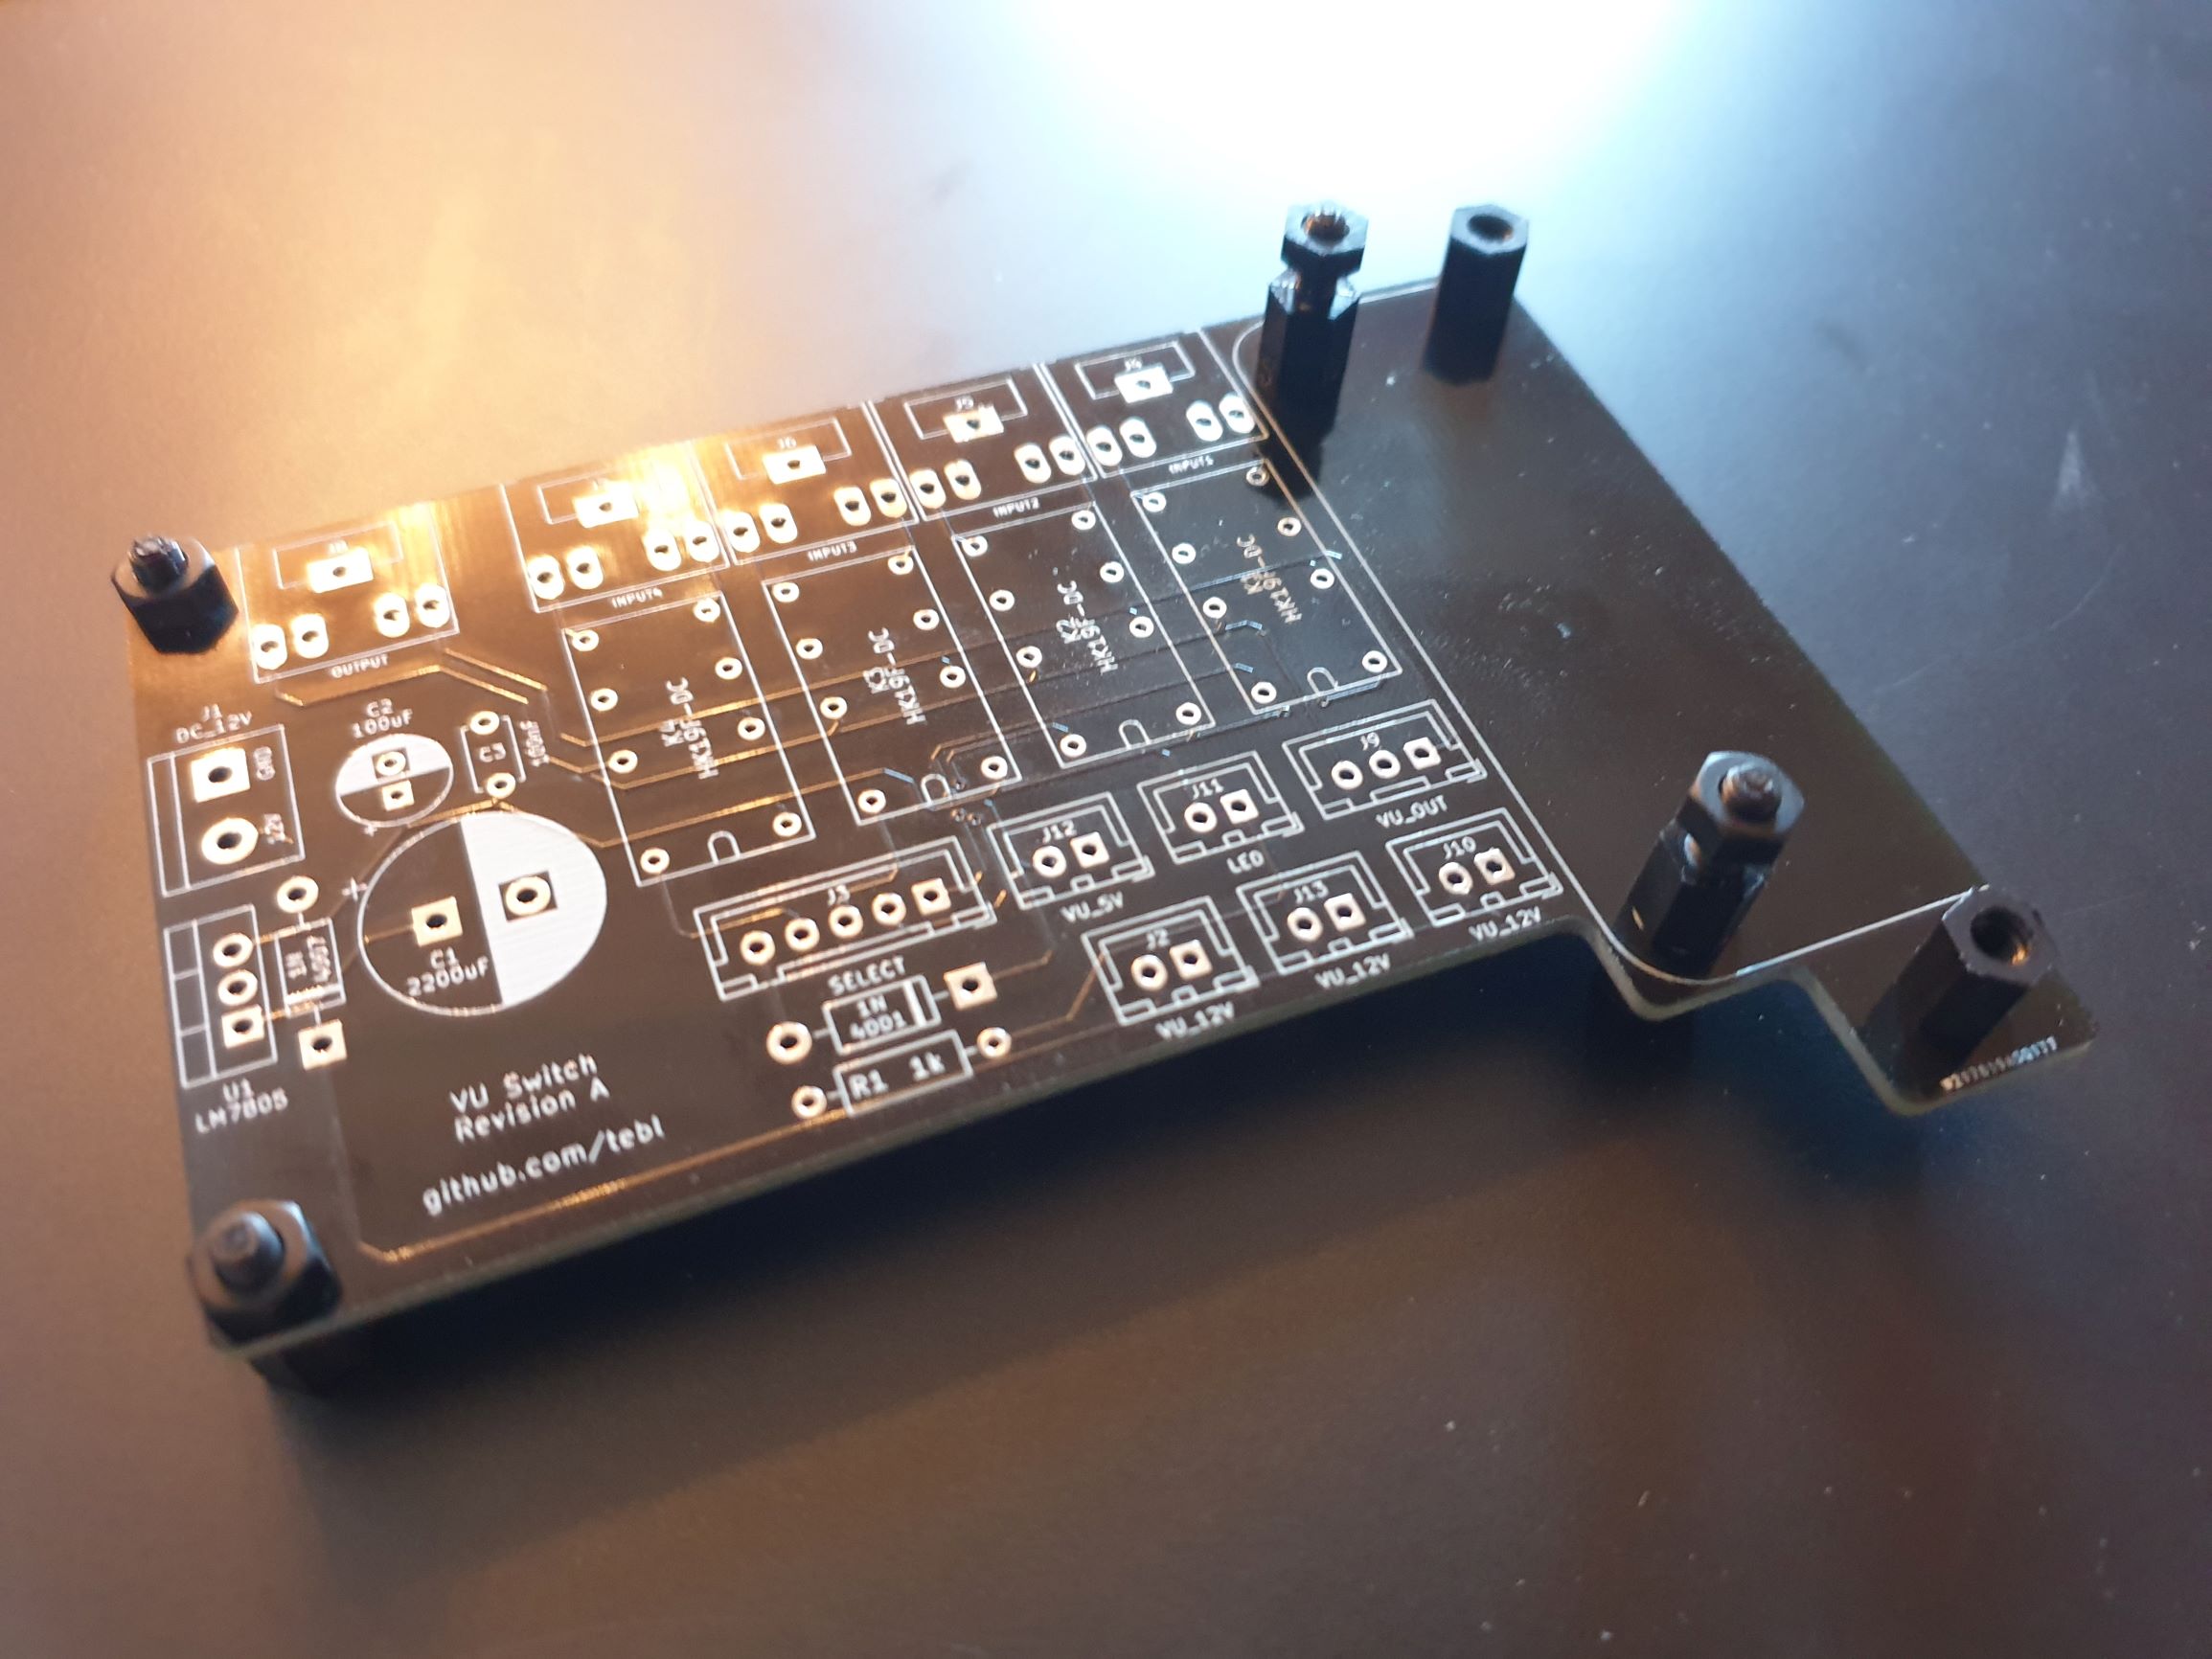 J4
INPUT1
J5
INPUT2
J6
INPUT3
INPUT4
J8
OUTPUT
K1
HK19F-DC
K2
HK19F-DC
K3
HK19F-DC
K4
HK19F-DC
J1
DC_12V
GND
12V
C2
100uF
C3
100nF
C1
2200uF
1N
4007
U1
LM7805
J3
SELECT
J12
VU_5V
J11
LED
J9
VU_OUT
J2
VU_12V
J13
VU_12V
J10
VU_12V
1N
4001
R1 1k
VU Switch
Revision A
github.com/tebl